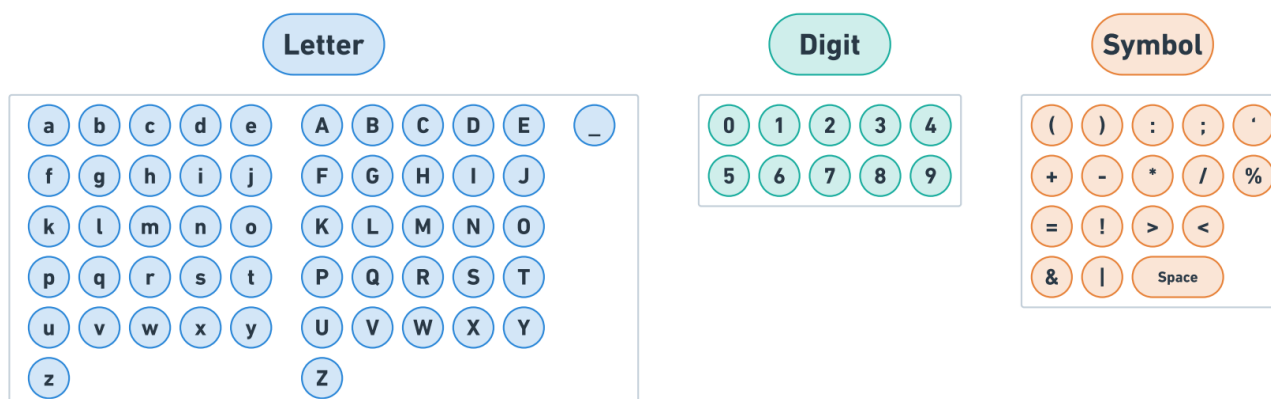 Letter Digit Symbol
a b c d e A B C D E _ 0 1 2 3 4 ( ) : ; ‘
f g h i j F G H I J 5 6 7 8 9 + - * / %
k l m n o K L M N O = ! > <
p q r s t P Q R S T & | Space
u v w x y U V W X Y
z Z